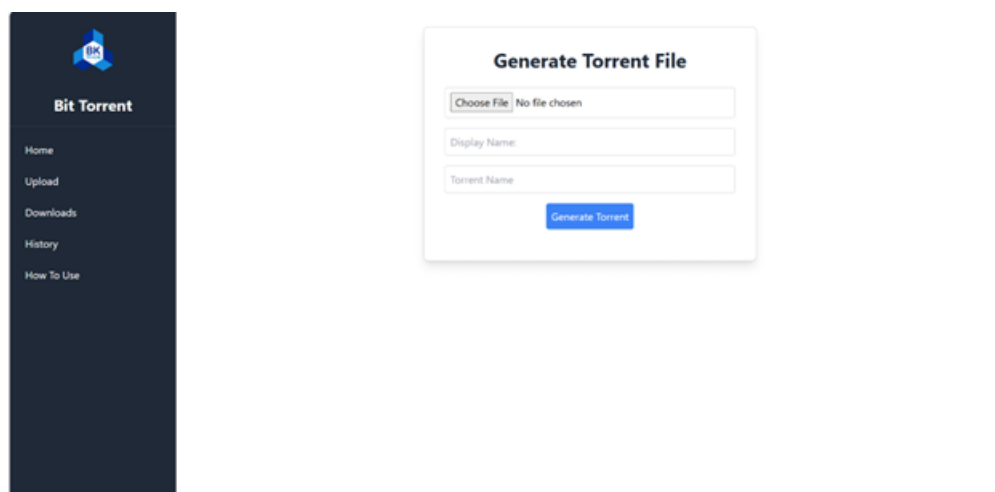 BK
Bit Torrent
Home
Upload
Downloads
History
How To Use
Generate Torrent File
Choose File No file chosen
Display Name:
Torrent Name
Generate Torrent